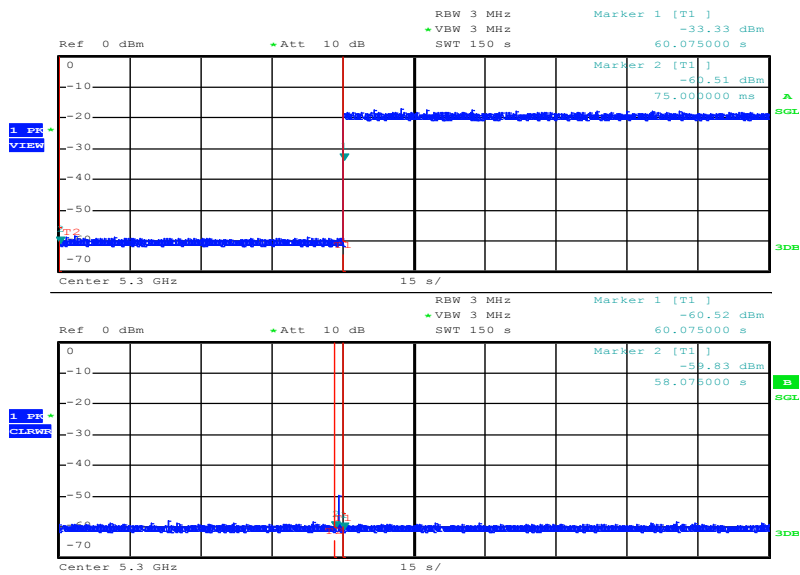 RBW 3 MHz Marker 1 [T1 ]
VBW 3 MHz -33.33 dBm
Ref 0 dBm Att 10 dB SWT 150 s 60.075000 s
0 Marker 2 [T1 ]
-60.51 dBm
-10 75.000000 ms A
SGL
-20
1 PK
VIEW
-30
-40
-50
T2
-60
-70
3DB
Center 5.3 GHz 15 s/
RBW 3 MHz Marker 1 [T1 ]
VBW 3 MHz -60.52 dBm
Ref 0 dBm Att 10 dB SWT 150 s 60.075000 s
0 Marker 2 [T1 ]
-59.83 dBm
-10 58.075000 s B
SGL
-20
1 PK
CLRWR
-30
-40
-50
-60
-70
3DB
Center 5.3 GHz 15 s/